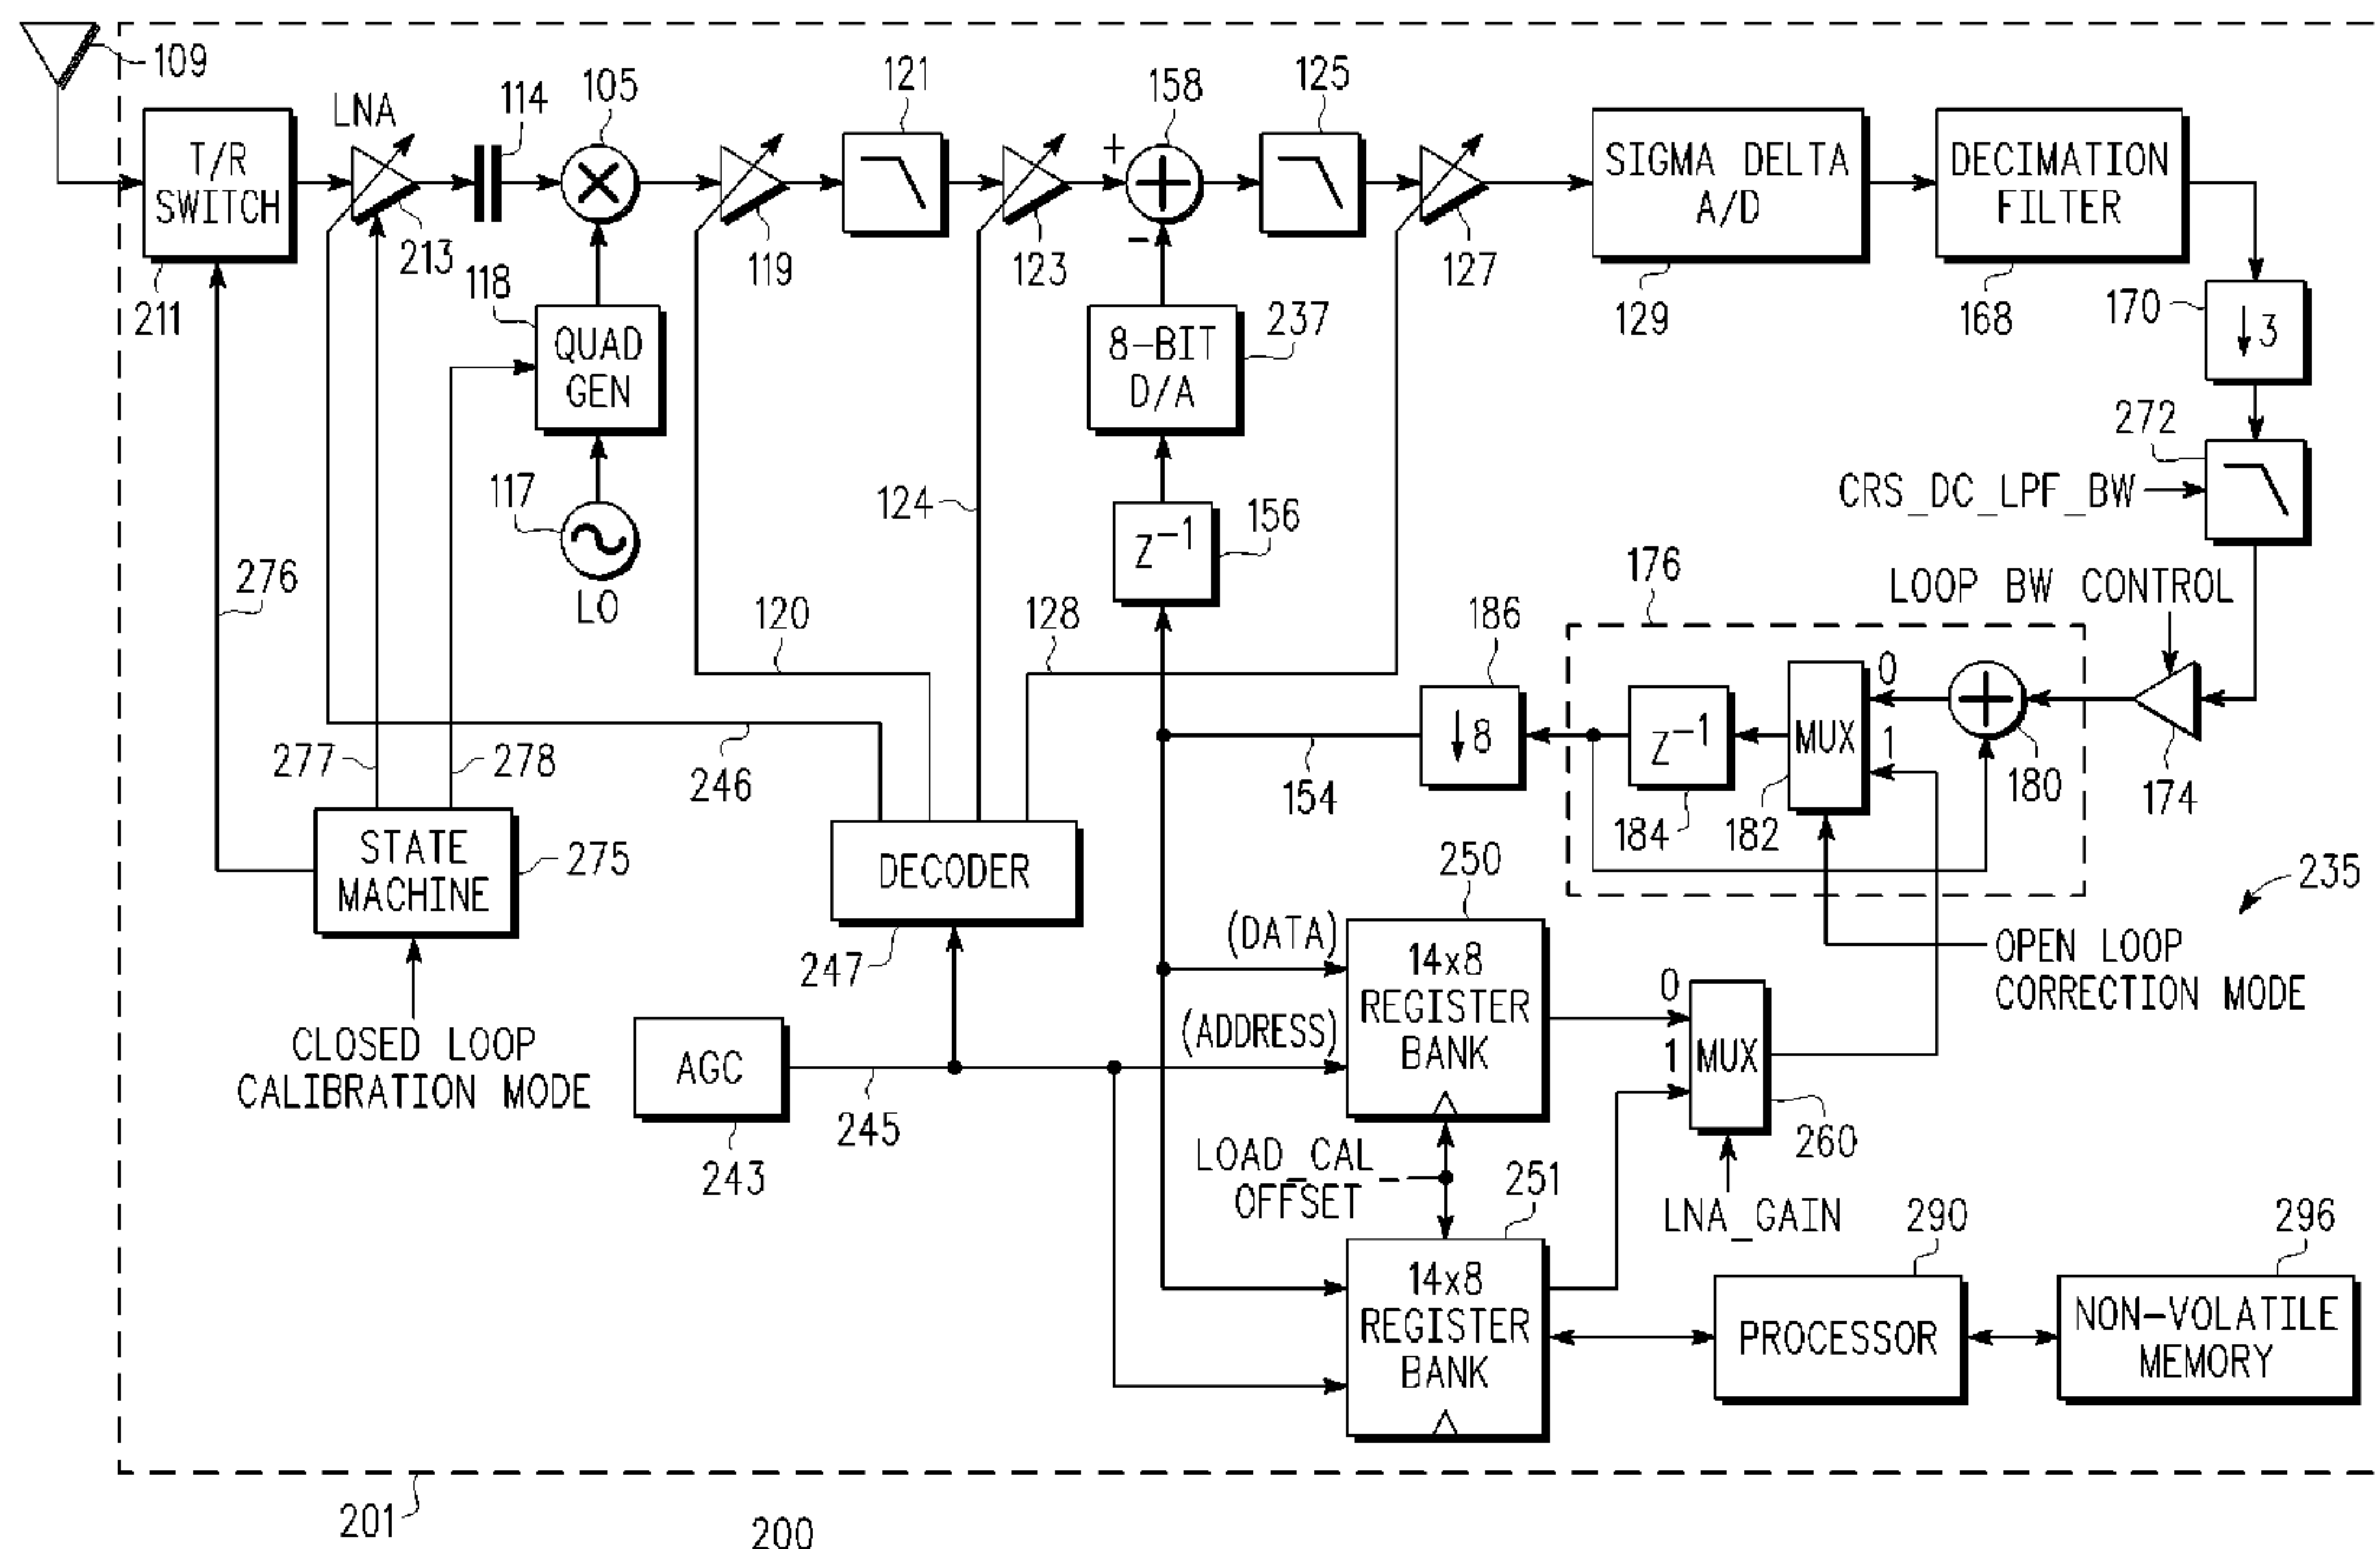 109
LNA
114
105
121
158
125
T/R
SWITCH
SIGMA DELTA
A/D
DECIMATION
FILTER
+
-
211
213
118
119
123
127
129
168
QUAD
GEN
8-BIT
D/A
237
170
↓3
272
CRS_DC_LPF_BW
117
LO
124
Z-1
156
276
120
128
186
176
LOOP BW CONTROL
277
278
246
154
↓8
Z-1
MUX
0
1
184
182
180
174
STATE
MACHINE
275
DECODER
247
250
235
(DATA)
(ADDRESS)
14x8
REGISTER
BANK
0
1
MUX
OPEN LOOP
CORRECTION MODE
CLOSED LOOP
CALIBRATION MODE
AGC
245
243
LOAD_CAL_
OFFSET
260
LNA_GAIN
251
14x8
REGISTER
BANK
290
PROCESSOR
296
NON-VOLATILE
MEMORY
201
200